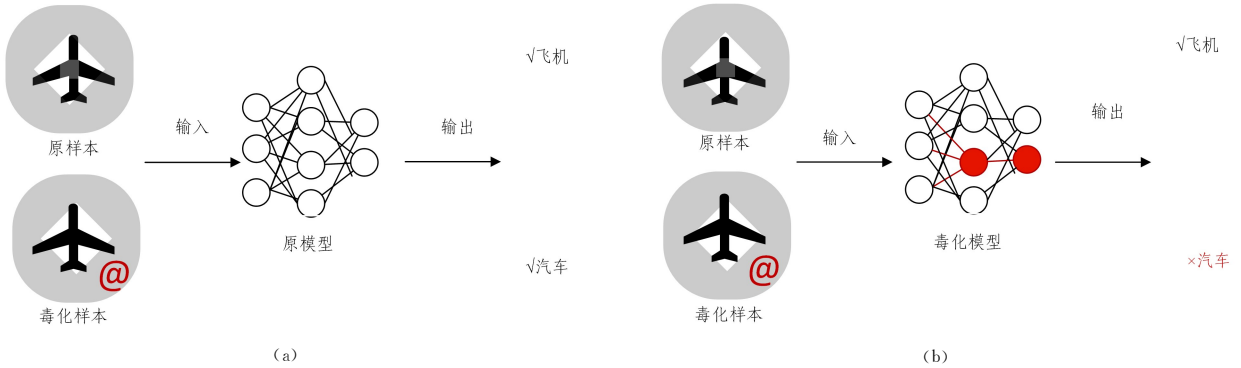 √飞机
原样本
输入
输出
@
毒化样本
原模型
√汽车
(a)
√飞机
原样本
输入
输出
@
毒化样本
毒化模型
×汽车
(b)